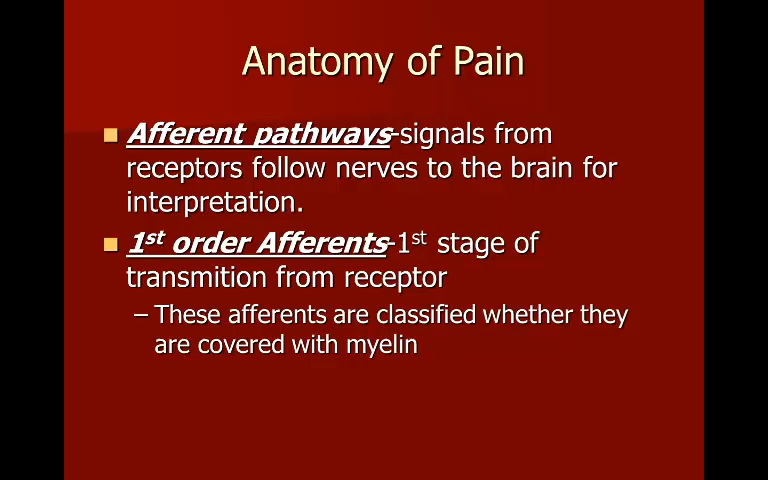 Anatomy of Pain
Afferent pathways-signals from
receptors follow nerves to the brain for
interpretation.
1st order Afferents-1st stage of
transmition from receptor
– These afferents are classified whether they
are covered with myelin